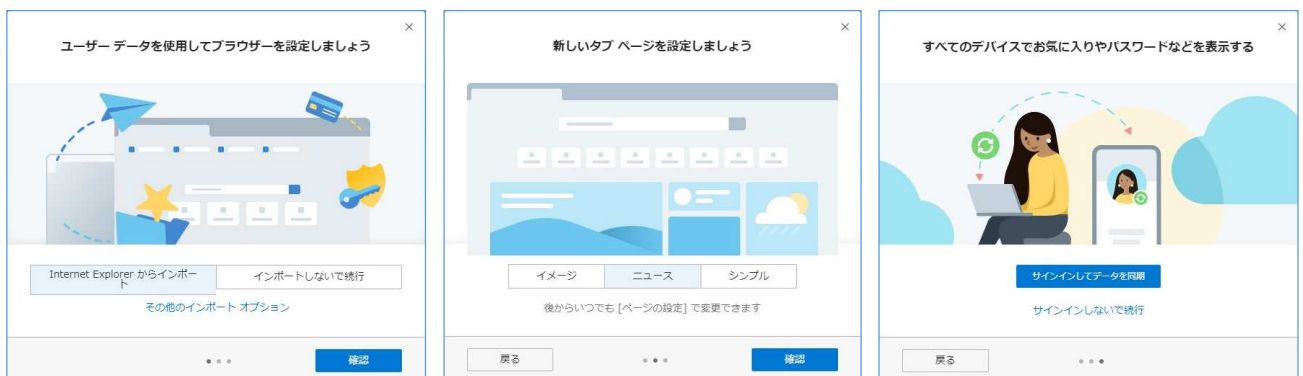 ユーザー データを使用してブラウザーを設定しましょう
Internet Explorer からインポー
ト
インポートしないで続行
その他のインポート オプション
確認
新しいタブ ページを設定しましょう
イメージ
ニュース
シンプル
後からいつでも [ページの設定] で変更できます
戻る
確認
すべてのデバイスでお気に入りやパスワードなどを表示する
サインインしてデータを同期
サインインしないで続行
戻る